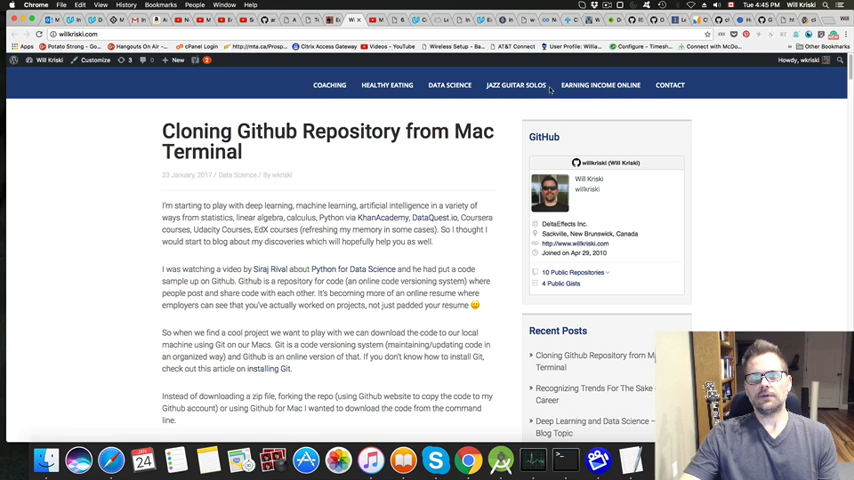 Chrome File Edit View History Bookmarks People Window Help
Tue 4:45 PM Will Kriski
willkriski.com
Apps Potato Strong - Go Hangouts On Air - cPanel Login Citrix Access Gateway User Profile: Will Wireless Setup - Ba AT&T Connect Configure - Timesh Connect with McDo Other Bookmarks
Will Kriski Customize 3 0 New 2 Howdy, wkriski
COACHING HEALTHY EATING DATA SCIENCE JAZZ GUITAR SOLOS EARNING INCOME ONLINE CONTACT
Cloning Github Repository from Mac
Terminal
23 January, 2017 / Data Science / By wkriski
I'm starting to play with deep learning, machine learning, artificial intelligence in a variety of
ways from statistics, linear algebra, calculus, Python via KhanAcademy, DataQuest.io, Coursera
courses, Udacity Courses, EdX courses (refreshing my memory in some cases). So I thought I
would start to blog about my discoveries which will hopefully help you as well.
I was watching a video by Siraj Rival about Python for Data Science and he had put a code
sample up on Github. Github is a repository for code (an online code versioning system) where
people post and share code with each other. It's becoming more of an online resume where
employers can see that you've actually worked on projects, not just padded your resume
So when we find a cool project we want to play with we can download the code to our local
machine using Git on our Macs. Git is a code versioning system (maintaining/updating code in
an organized way) and Github is an online version of that. If you don't know how to install Git,
check out this article on installing Git.
Instead of downloading a zip file, forking the repo (using Github website to copy the code to my
Github account) or using Github for Mac I wanted to download the code from the command
line.
GitHub
willkriski (Will Kriski)
Will Kriski
willkriski
DeltaEffects Inc.
Sackville, New Brunswick, Canada
http://www.willkriski.com
Joined on Apr 29, 2010
10 Public Repositories
4 Public Gists
Recent Posts
Cloning Github Repository from Ma
Terminal
Recognizing Trends For The Sake
Career
Deep Learning and Data Science –
Blog Topic
JAN
24